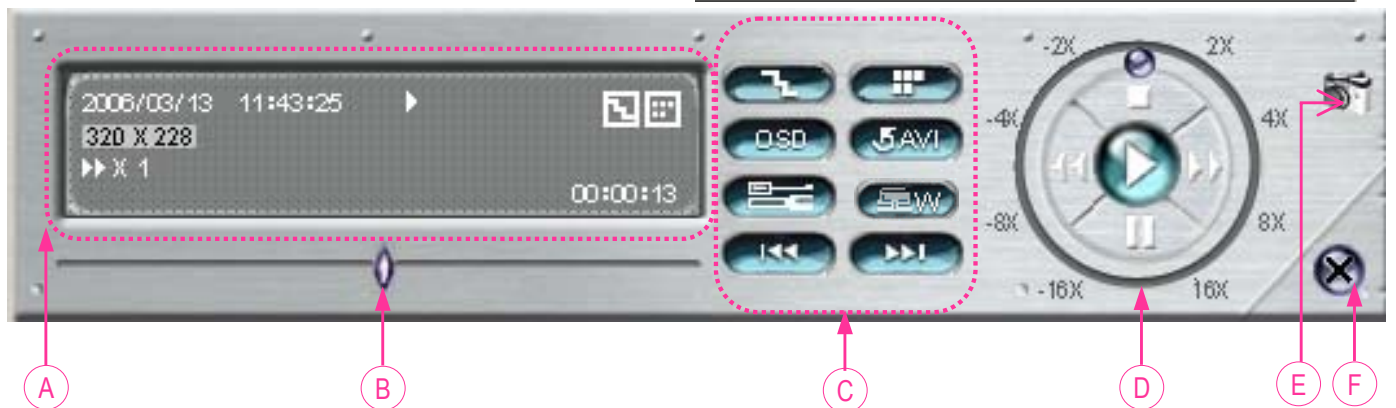 2006/03/13 11:43:25
320 X 228
X 1
00:00:13
OSD
AVI
W
-2X
2X
-4X
4X
-8X
8X
-16X
16X
A
B
C
D
E
F